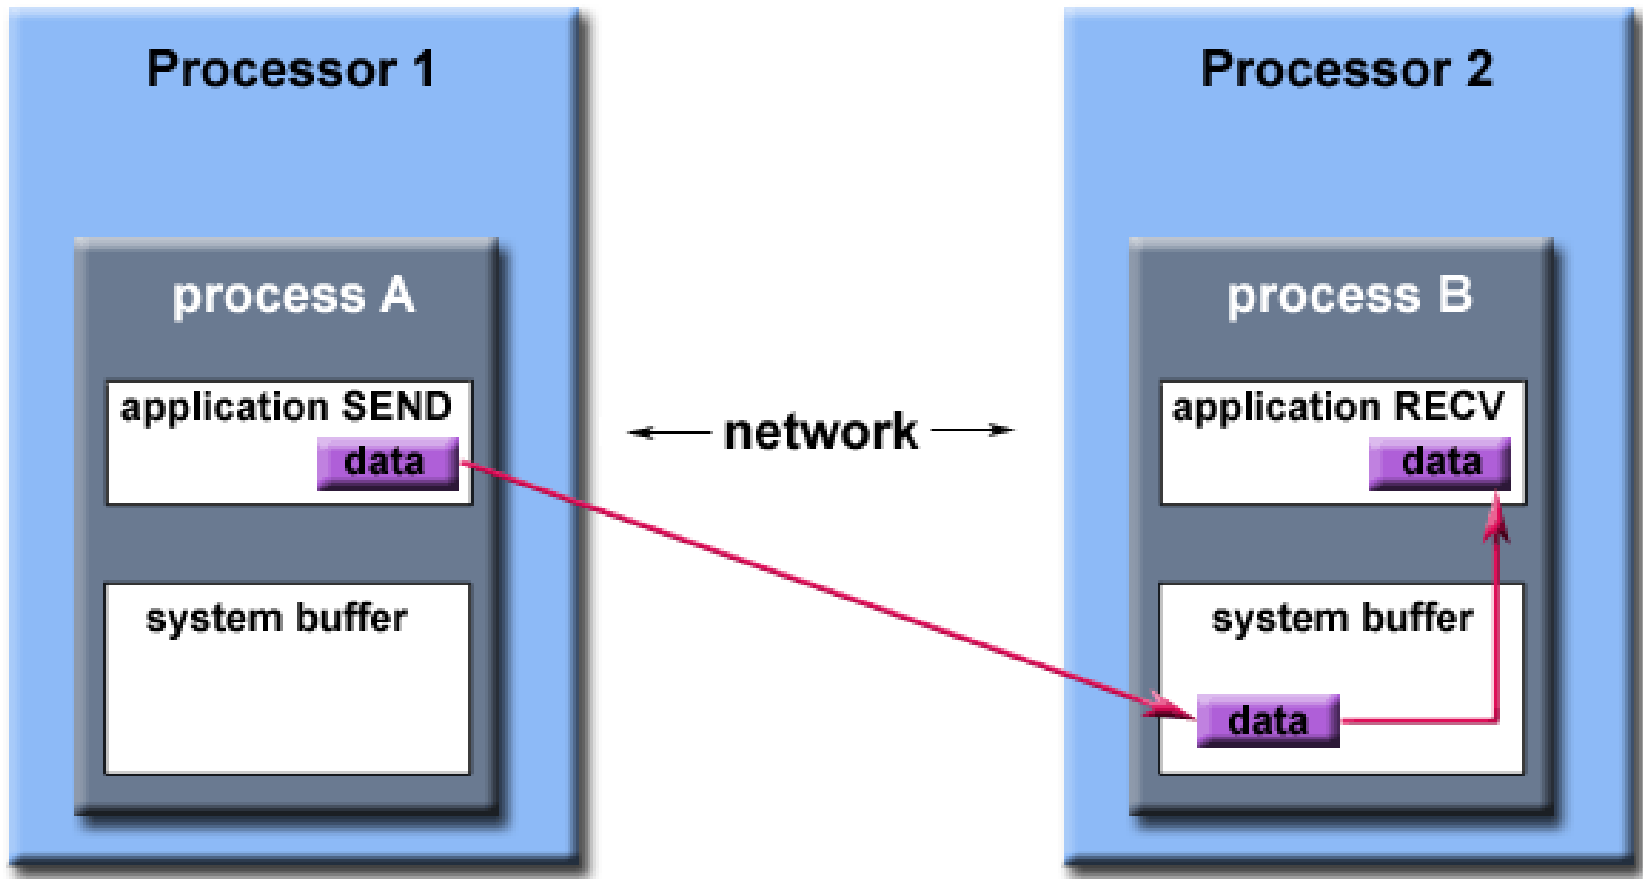 Processor 1
process A
application SEND
data
system buffer
network
Processor 2
process B
application RECV
data
system buffer
data